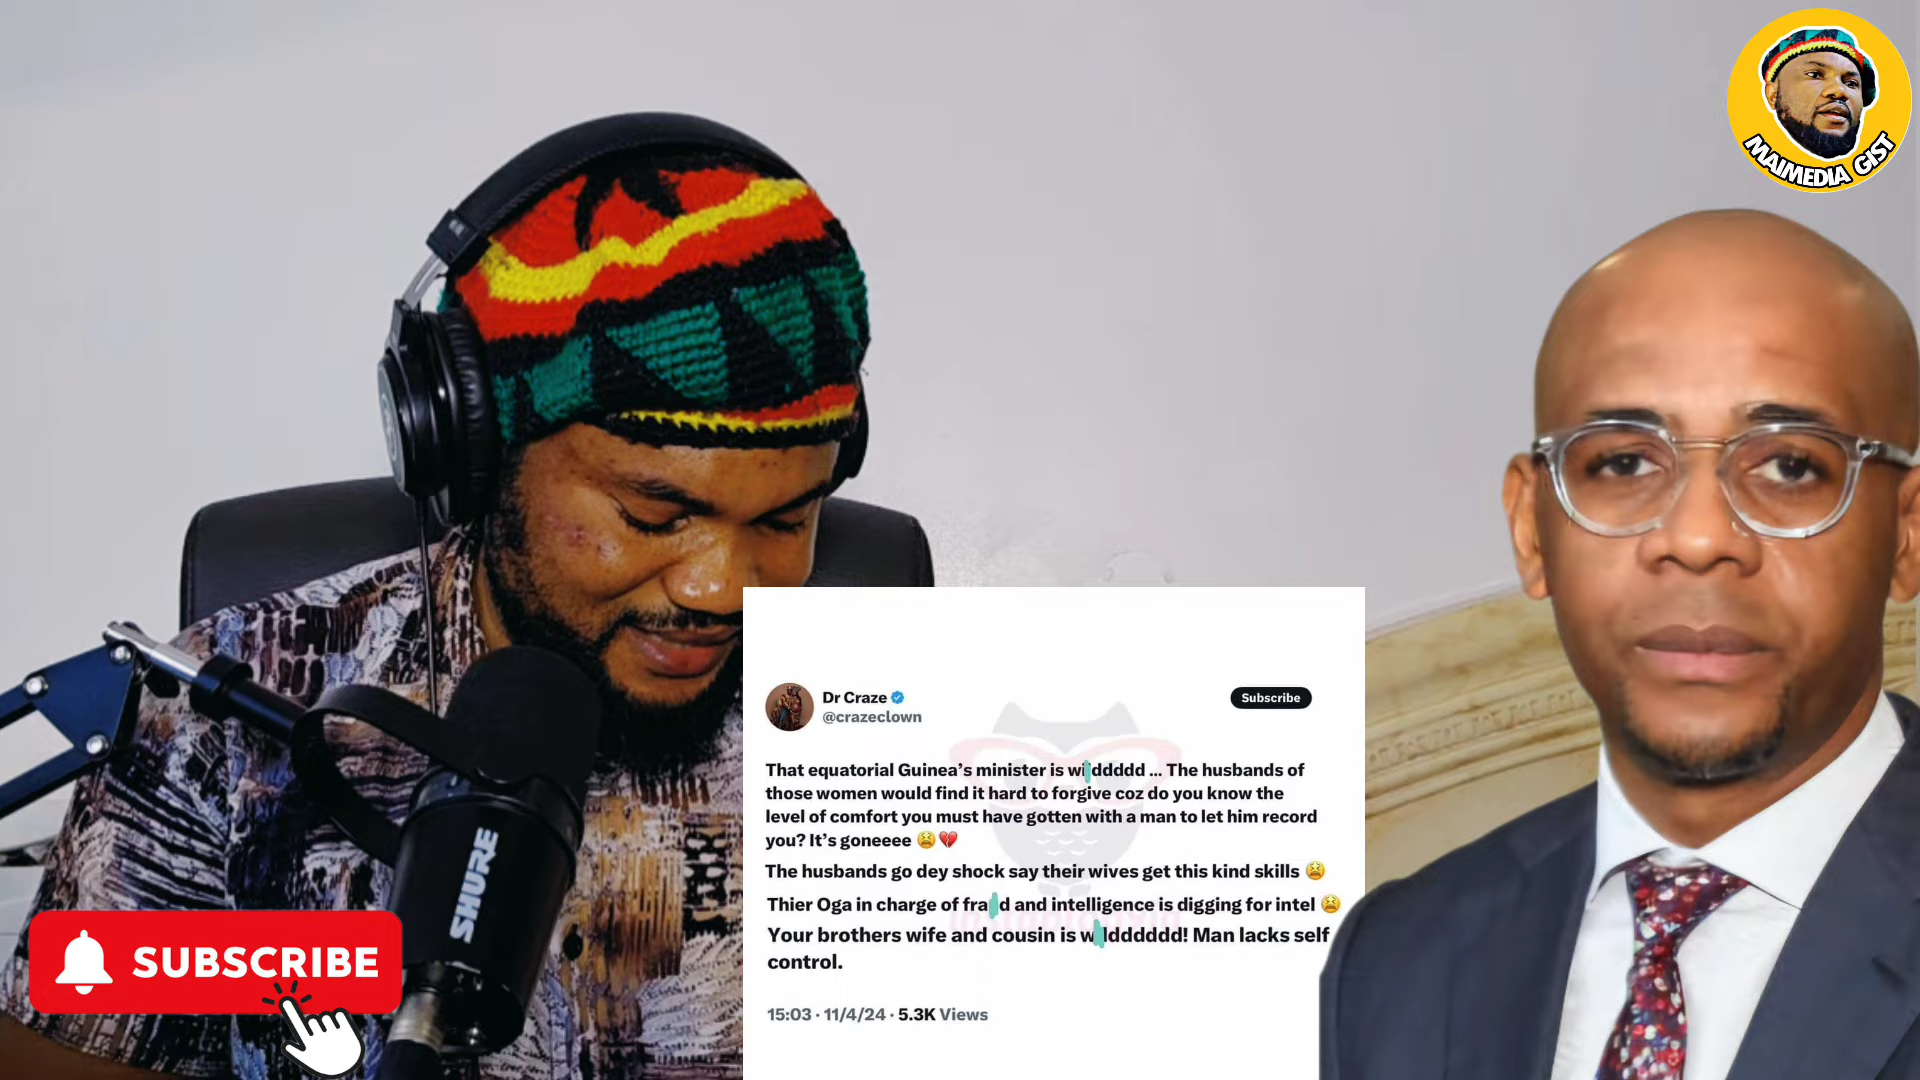 MAIMEDIA GIST
Dr Craze
@crazeclown
Subscribe
That equatorial Guinea's minister is wi ddddd ... The husbands of
those women would find it hard to forgive coz do you know the
level of comfort you must have gotten with a man to let him record
you? It's goneeee 😫💔
The husbands go dey shock say their wives get this kind skills 😫
Thier Oga in charge of fra d and intelligence is digging for intel 😫
Your brothers wife and cousin is w ldddddd! Man lacks self
control.
15:03 · 11/4/24 · 5.3K Views
SHURE
SUBSCRIBE